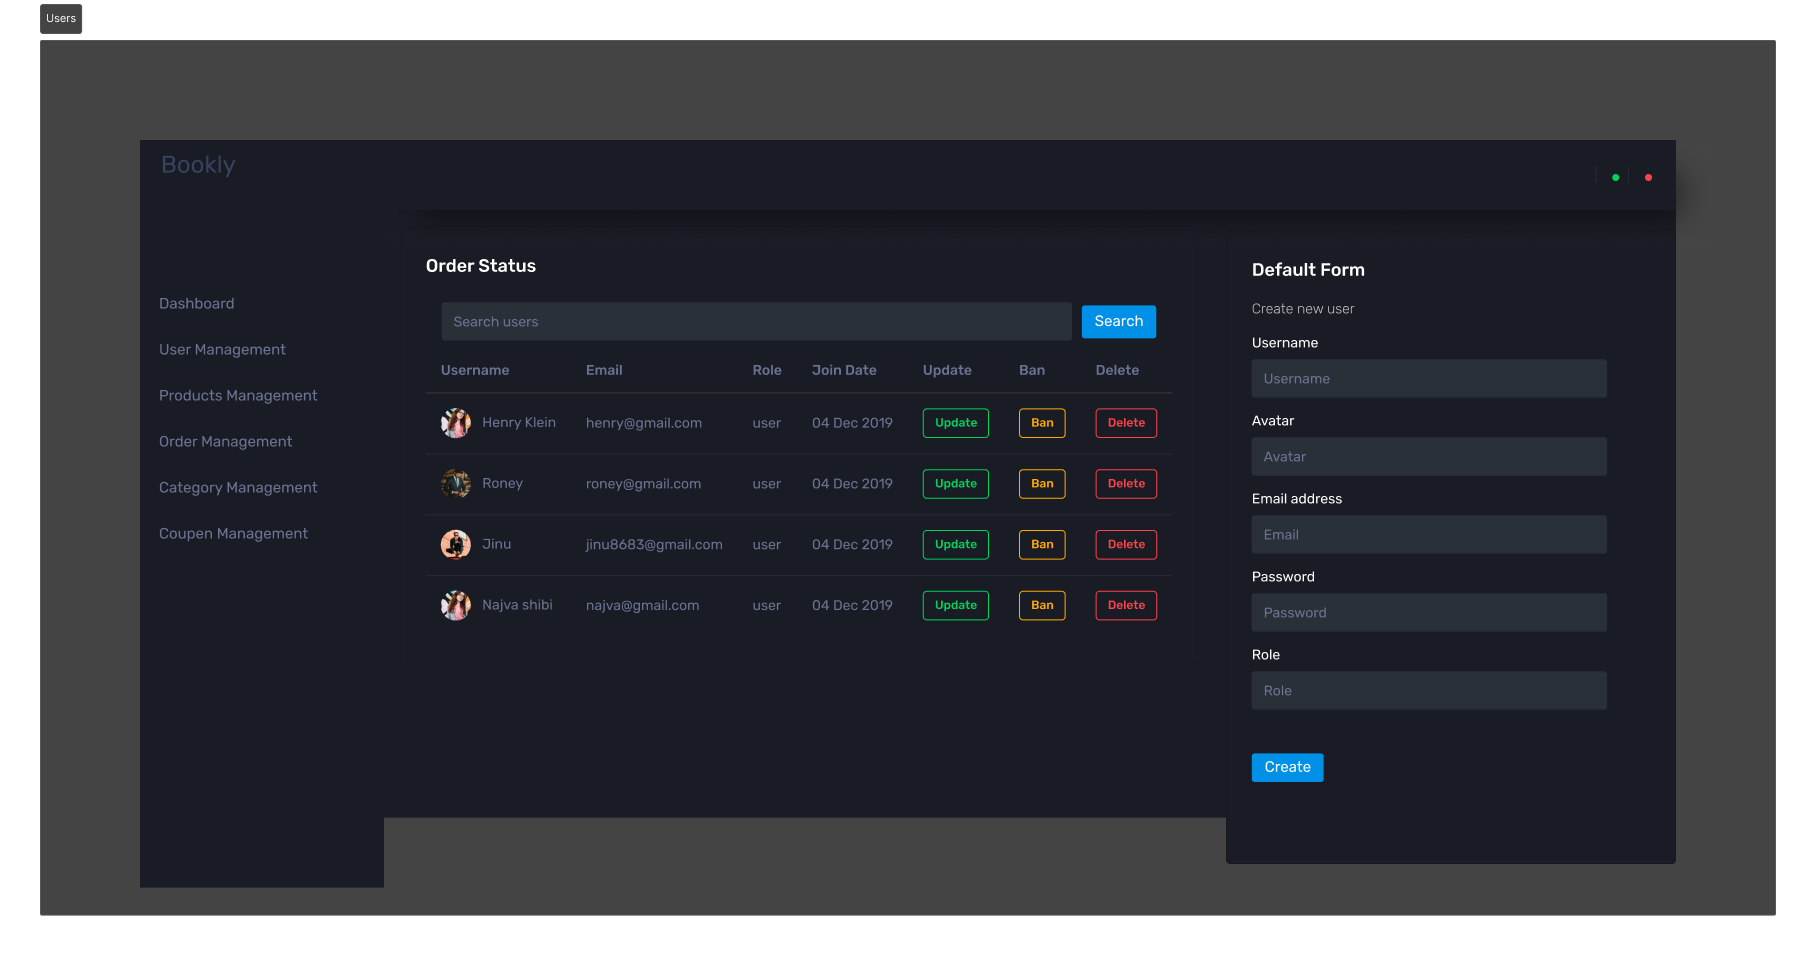 Users
Bookly
Dashboard
User Management
Products Management
Order Management
Category Management
Coupen Management
Order Status
Search users
Search
Username Email Role Join Date Update Ban Delete
Henry Klein henry@gmail.com user 04 Dec 2019 Update Ban Delete
Roney roney@gmail.com user 04 Dec 2019 Update Ban Delete
Jinu jinu8683@gmail.com user 04 Dec 2019 Update Ban Delete
Najva shibi najva@gmail.com user 04 Dec 2019 Update Ban Delete
Default Form
Create new user
Username
Username
Avatar
Avatar
Email address
Email
Password
Password
Role
Role
Create